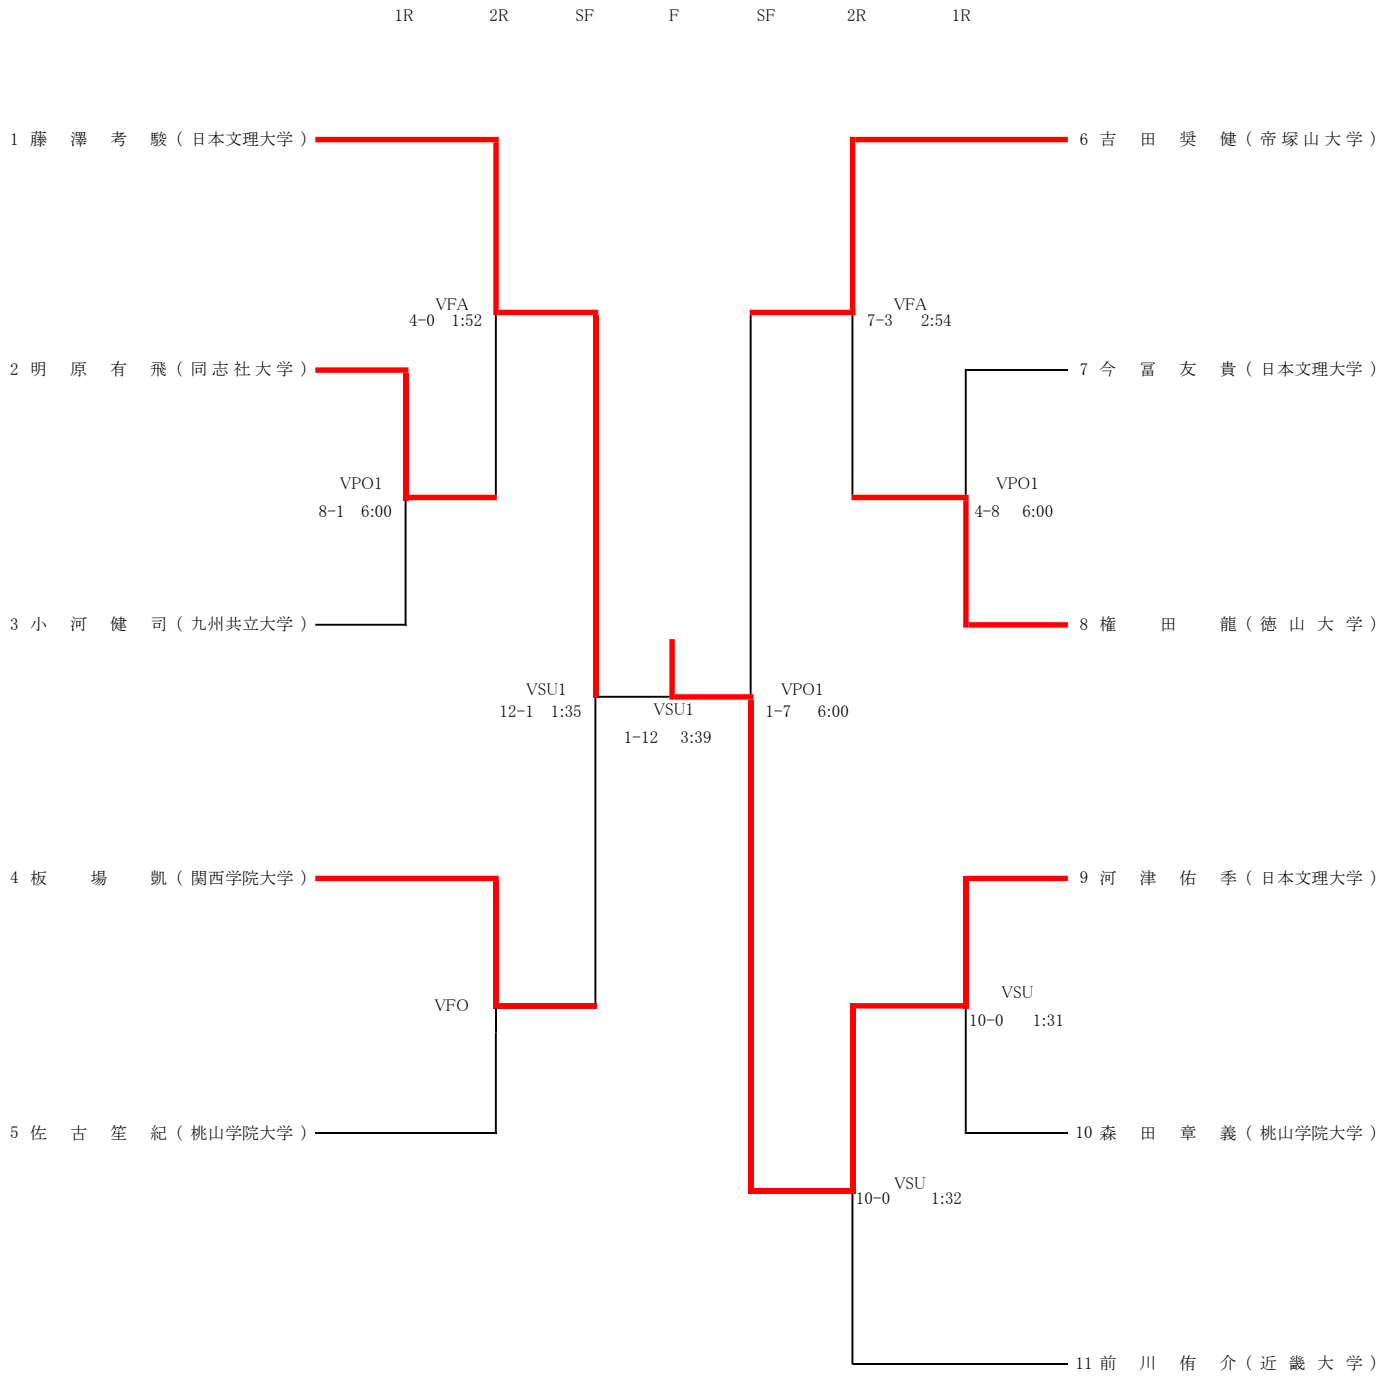 1R 2R SF F SF 2R 1R
1 藤澤考駿(日本文理大学)
6 吉田奨健(帝塚山大学)
VFA
4-0 1:52
VFA
7-3 2:54
2 明原有飛(同志社大学)
7 今冨友貴(日本文理大学)
VPO1
8-1 6:00
VPO1
4-8 6:00
3 小河健司(九州共立大学)
8 権田龍(徳山大学)
VSU1
12-1 1:35
VSU1
1-12 3:39
VPO1
1-7 6:00
4 板場凱(関西学院大学)
9 河津佑季(日本文理大学)
VFO
VSU
10-0 1:31
5 佐古笙紀(桃山学院大学)
10 森田章義(桃山学院大学)
VSU
10-0 1:32
11 前川侑介(近畿大学)